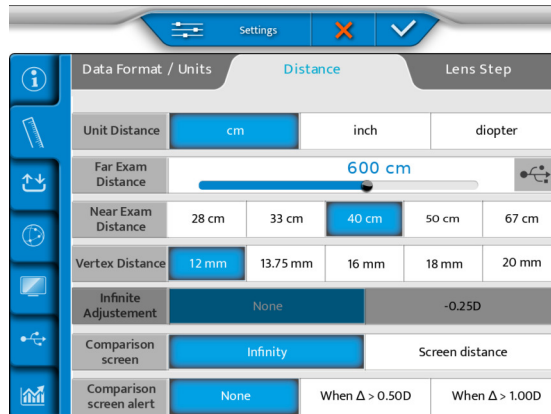 Settings
Data Format / Units Distance Lens Step
Unit Distance cm inch diopter
Far Exam
Distance
600 cm
Near Exam
Distance
28 cm 33 cm 40 cm 50 cm 67 cm
Vertex Distance 12 mm 13.75 mm 16 mm 18 mm 20 mm
Infinite
Adjustement
None -0.25D
Comparison
screen
Infinity Screen distance
Comparison
screen alert
None When Δ > 0.50D When Δ > 1.00D